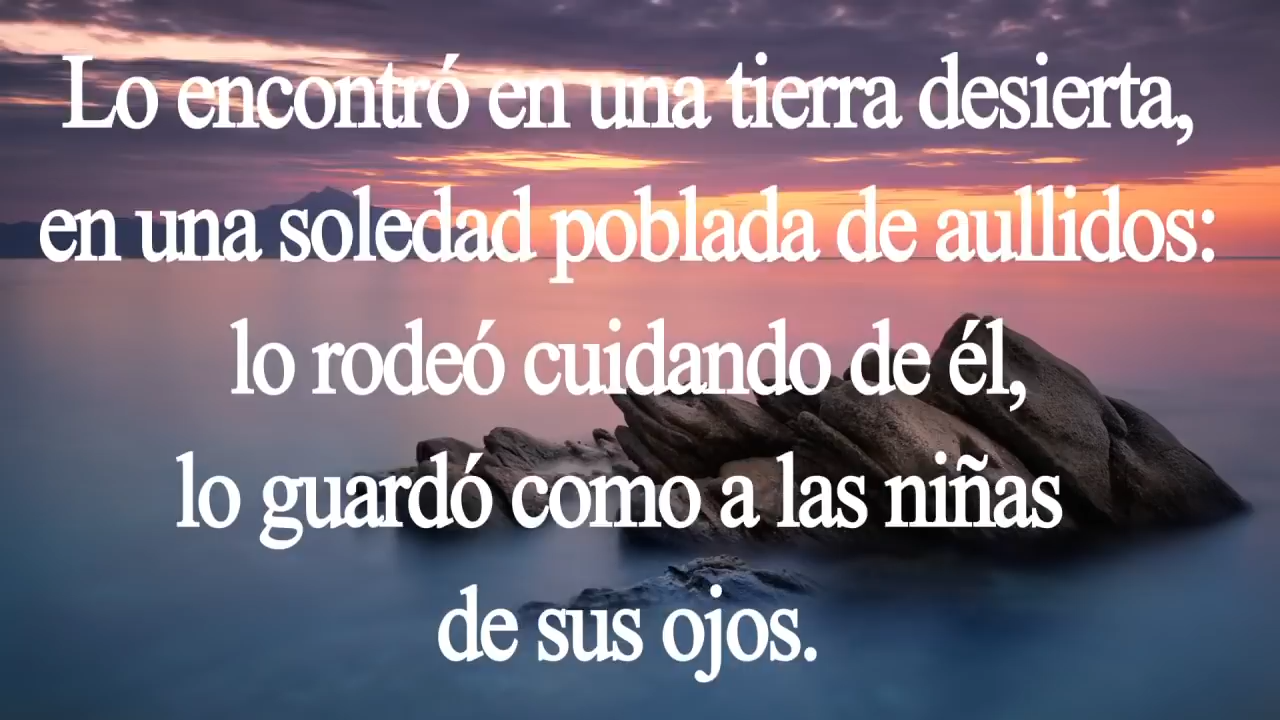 Lo encontró en una tierra desierta,
en una soledad poblada de aullidos:
lo rodeó cuidando de él,
lo guardó como a las niñas
de sus ojos.